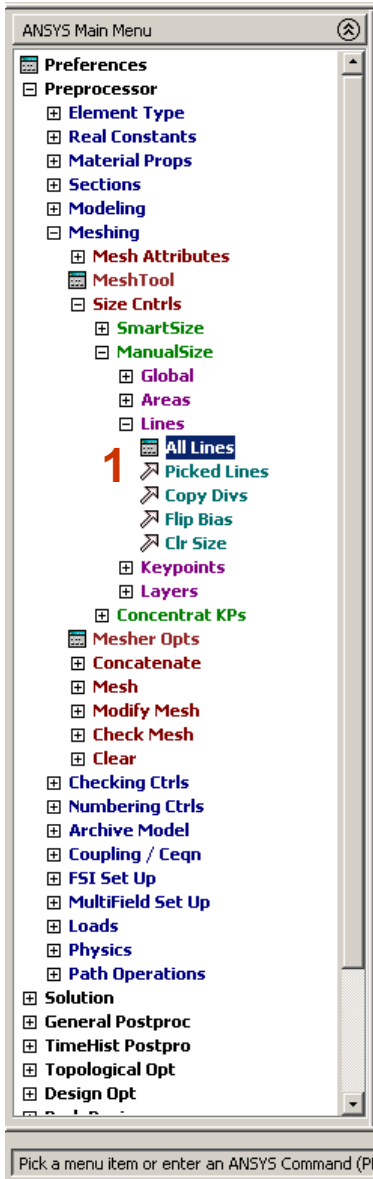 ANSYS Main Menu
Preferences
Preprocessor
Element Type
Real Constants
Material Props
Sections
Modeling
Meshing
Mesh Attributes
MeshTool
Size Cntrls
SmartSize
ManualSize
Global
Areas
Lines
All Lines
1 Picked Lines
Copy Divs
Flip Bias
Clr Size
Keypoints
Layers
Concentrat KPs
Mesher Opts
Concatenate
Mesh
Modify Mesh
Check Mesh
Clear
Checking Ctrls
Numbering Ctrls
Archive Model
Coupling / Ceqn
FSI Set Up
MultiField Set Up
Loads
Physics
Path Operations
Solution
General Postproc
TimeHist Postpro
Topological Opt
Design Opt
Pick a menu item or enter an ANSYS Command (P